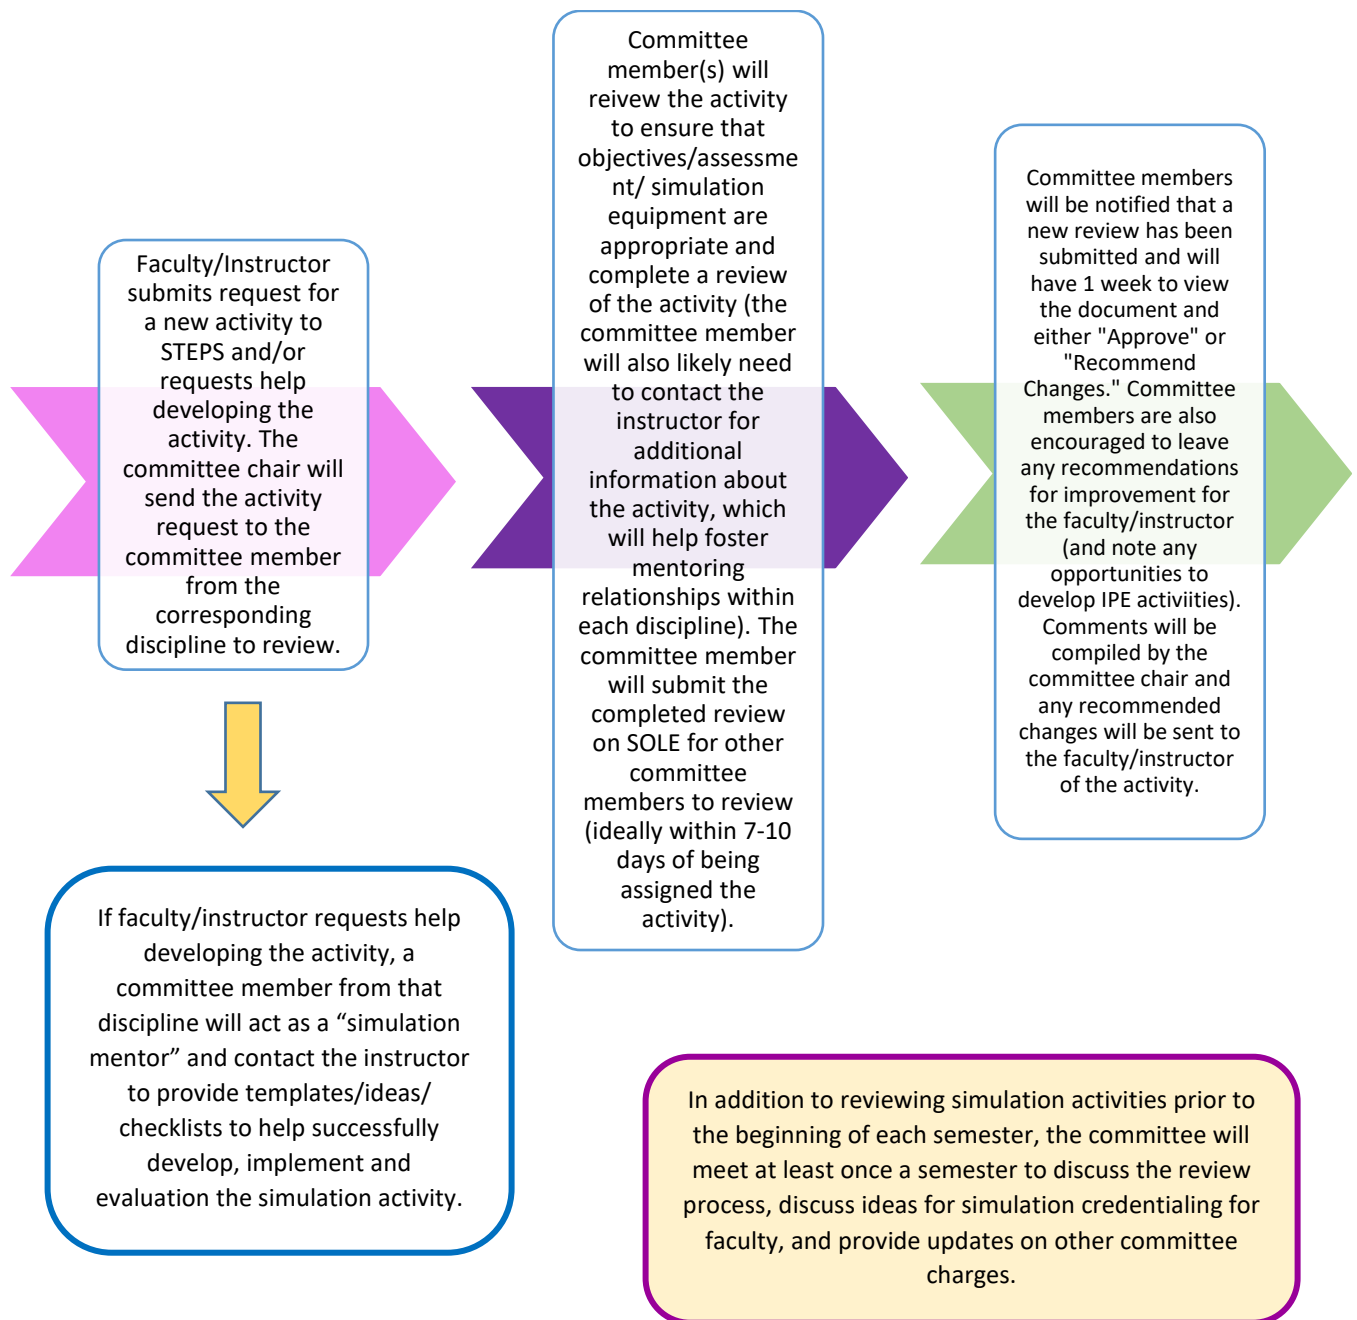 Faculty/Instructor
submits request for
a new activity to
STEPS and/or
requests help
developing the
activity. The
committee chair will
send the activity
request to the
committee member
from the
corresponding
discipline to review.
Committee
member(s) will
reivew the activity
to ensure that
objectives/assessme
nt/ simulation
equipment are
appropriate and
complete a review
of the activity (the
committee member
will also likely need
to contact the
instructor for
additional
information about
the activity, which
will help foster
mentoring
relationships within
each discipline). The
committee member
will submit the
completed review
on SOLE for other
committee
members to review
(ideally within 7-10
days of being
assigned the
activity).
Committee members
will be notified that a
new review has been
submitted and will
have 1 week to view
the document and
either "Approve" or
"Recommend
Changes." Committee
members are also
encouraged to leave
any recommendations
for improvement for
the faculty/instructor
(and note any
opportunities to
develop IPE activiities).
Comments will be
compiled by the
committee chair and
any recommended
changes will be sent to
the faculty/instructor
of the activity.
If faculty/instructor requests help
developing the activity, a
committee member from that
discipline will act as a “simulation
mentor” and contact the instructor
to provide templates/ideas/
checklists to help successfully
develop, implement and
evaluation the simulation activity.
In addition to reviewing simulation activities prior to
the beginning of each semester, the committee will
meet at least once a semester to discuss the review
process, discuss ideas for simulation credentialing for
faculty, and provide updates on other committee
charges.